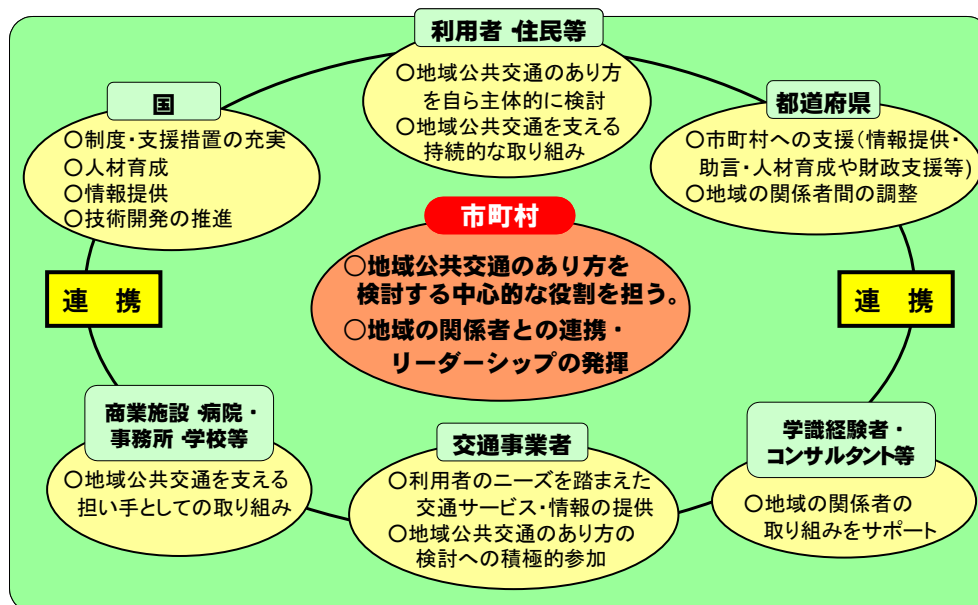 利用者・住民等
○地域公共交通のあり方
を自ら主体的に検討
○地域公共交通を支える
持続的な取り組み
国
○制度・支援措置の充実
○人材育成
○情報提供
○技術開発の推進
都道府県
○市町村への支援(情報提供・
助言・人材育成や財政支援等)
○地域の関係者間の調整
市町村
○地域公共交通のあり方を
検討する中心的な役割を担う。
○地域の関係者との連携・
リーダーシップの発揮
連 携
連 携
商業施設・病院・
事務所・学校等
○地域公共交通を支える
担い手としての取り組み
交通事業者
○利用者のニーズを踏まえた
交通サービス・情報の提供
○地域公共交通のあり方の
検討への積極的参加
学識経験者・
コンサルタント等
○地域の関係者の
取り組みをサポート